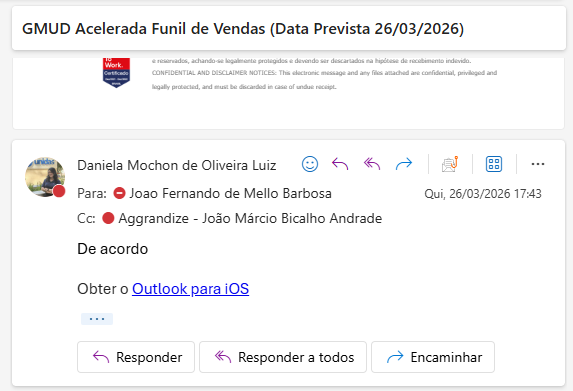 GMUD Acelerada Funil de Vendas (Data Prevista 26/03/2026)
To
Work.
Certificado
e reservados, achando-se legalmente protegidos e devendo ser descartados na hipótese de recebimento indevido.
CONFIDENTIAL AND DISCLAIMER NOTICES: This electronic message and any files attached are confidential, privileged and
legally protected, and must be discarded in case of undue receipt.
unidas
Daniela Mochon de Oliveira Luiz
Para: Joao Fernando de Mello Barbosa
Qui, 26/03/2026 17:43
Cc: Aggrandize - João Márcio Bicalho Andrade
De acordo
Obter o Outlook para iOS
...
Responder
Responder a todos
Encaminhar